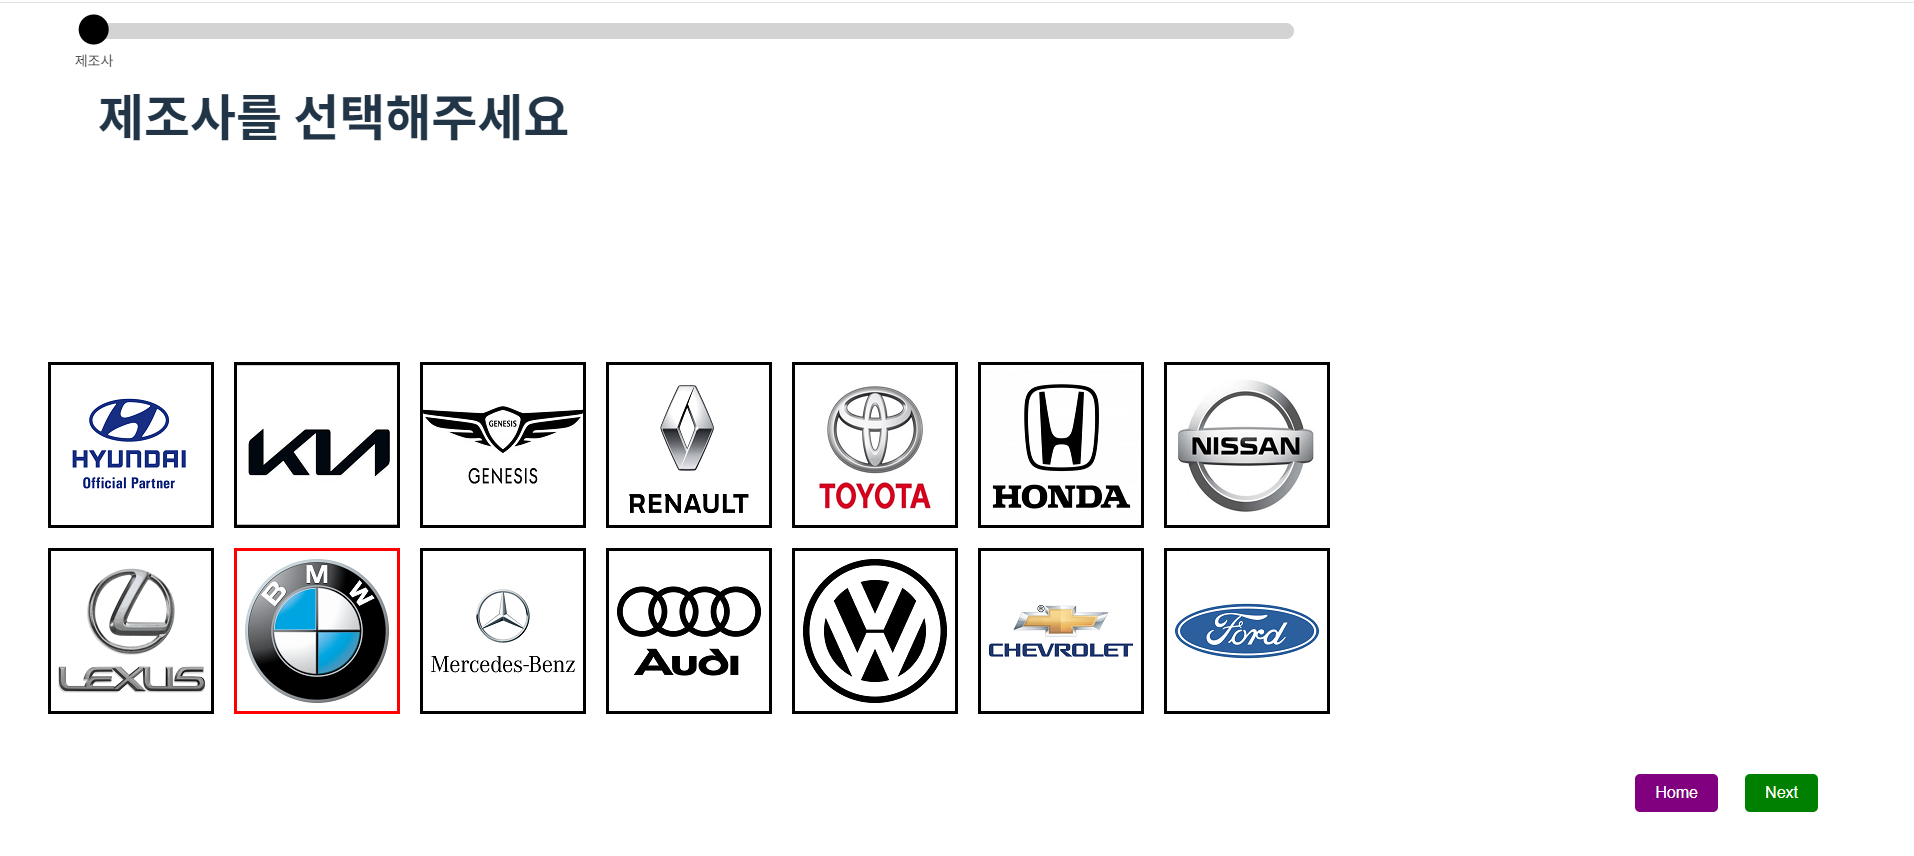 제조사
제조사를 선택해주세요
HYUNDAI
Official Partner
KIA
GENESIS
GENESIS
RENAULT
TOYOTA
HONDA
NISSAN
LEXUS
BMW
Mercedes-Benz
Audi
VW
®
CHEVROLET
Ford
Home
Next